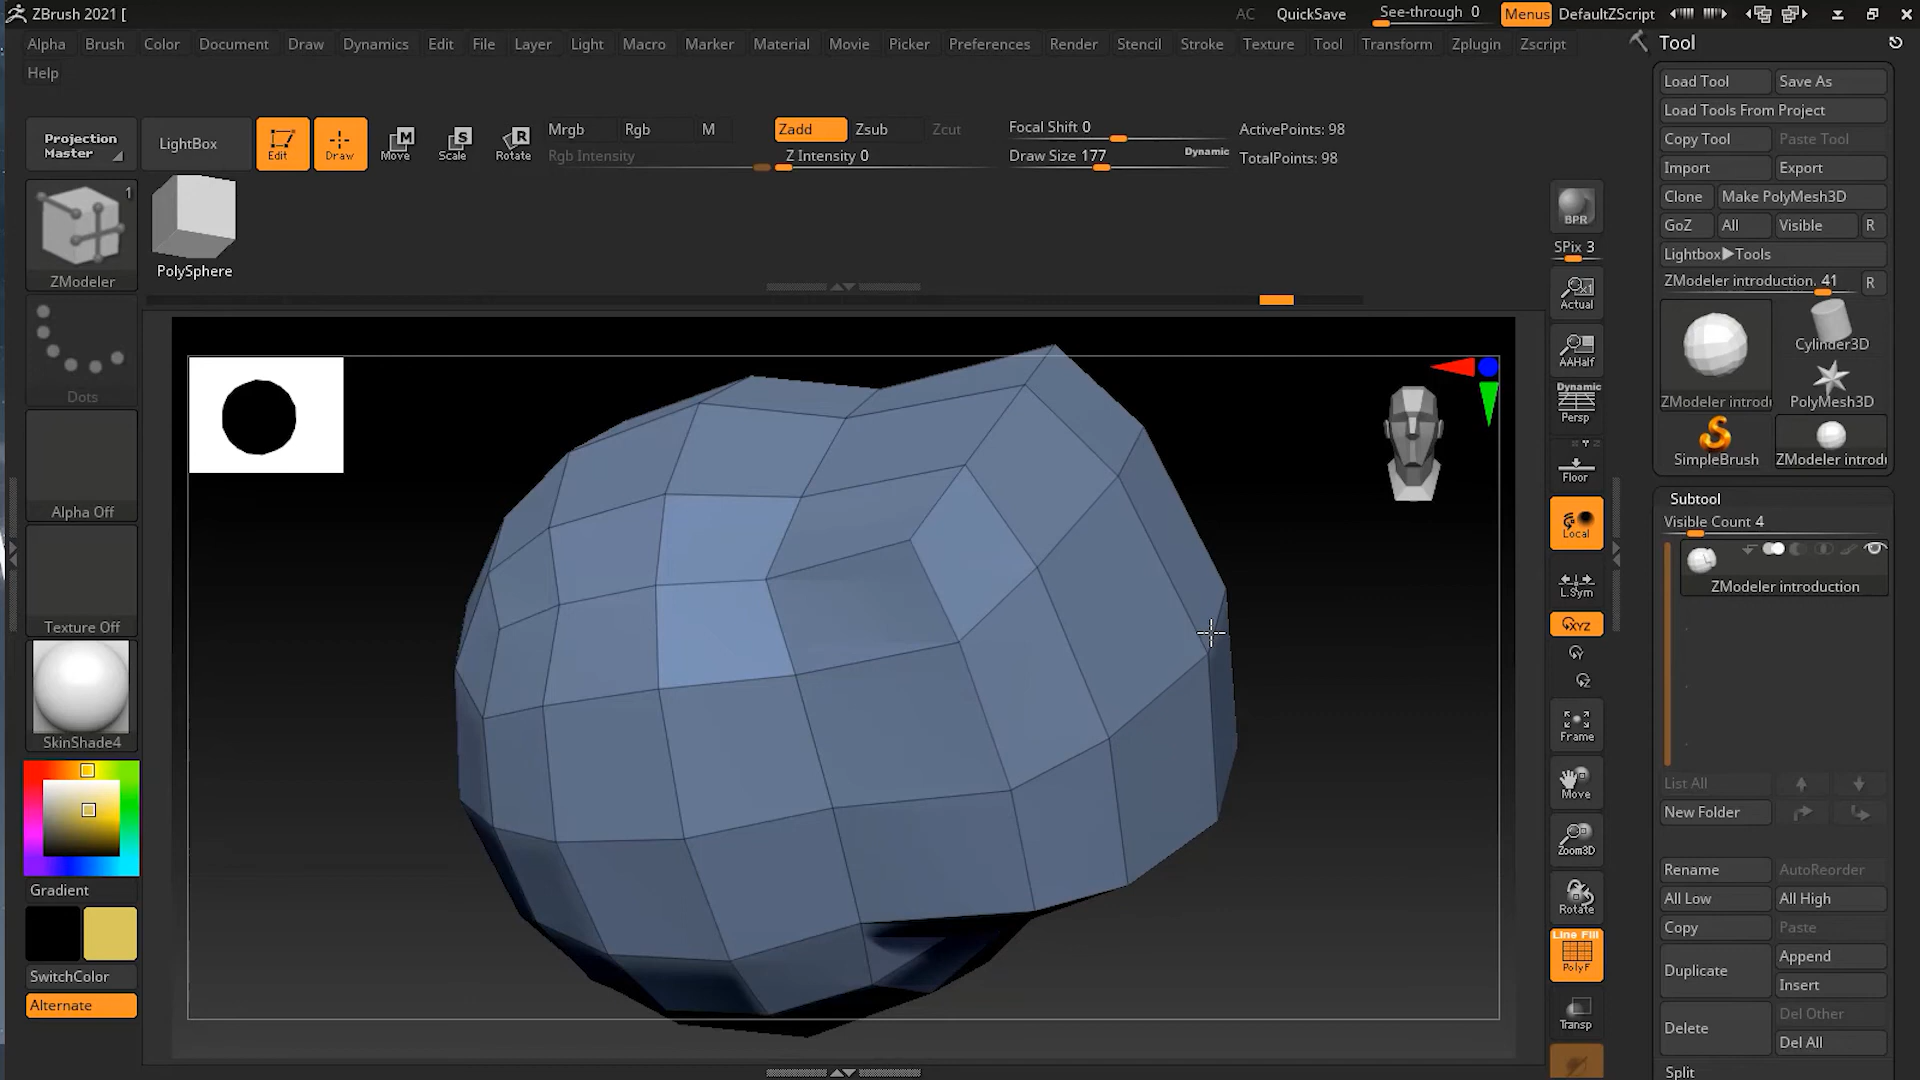 ZBrush 2021 [
AC QuickSave See-through 0 Menus DefaultZScript
Alpha Brush Color Document Draw Dynamics Edit File Layer Light Macro Marker Material Movie Picker Preferences Render Stencil Stroke Texture Tool Transform Zplugin Zscript
Help
Projection Master
LightBox
Edit
Draw
Move
M
Scale
S
Rotate
R
Mrgb Rgb M
Rgb Intensity
Zadd Zsub Zcut
Z Intensity 0
Focal Shift 0
Draw Size 177
Dynamic
ActivePoints: 98
TotalPoints: 98
1
ZModeler
PolySphere
Dots
Alpha Off
Texture Off
SkinShade4
Gradient
SwitchColor
Alternate
BPR
SPix 3
Actual
AAHalf
Dynamic
Persp
Floor
Local
L.Sym
XYZ
Y
Z
Frame
Move
Zoom3D
Rotate
Line Fill
PolyF
Transp
Tool
Load Tool Save As
Load Tools From Project
Copy Tool Paste Tool
Import Export
Clone Make PolyMesh3D
GoZ All Visible R
Lightbox▶Tools
ZModeler introduction. 41 R
ZModeler introdu
Cylinder3D
PolyMesh3D
SimpleBrush
ZModeler introdu
Subtool
Visible Count 4
ZModeler introduction
List All
New Folder
Rename AutoReorder
All Low All High
Copy Paste
Duplicate Append
Insert
Delete Del Other
Del All
Split